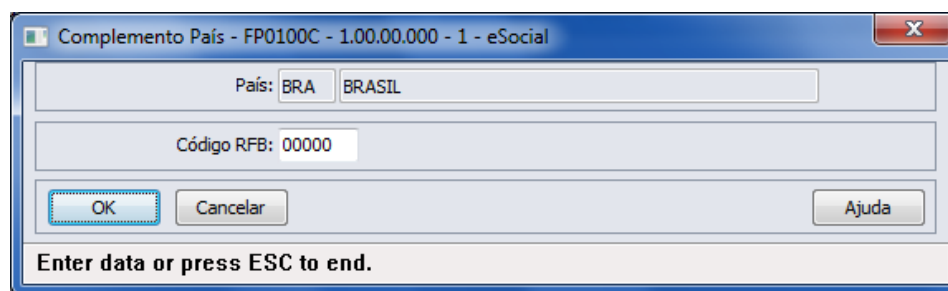 Complemento País - FP0100C - 1.00.00.000 - 1 - eSocial
País: BRA BRASIL
Código RFB: 00000
OK Cancelar Ajuda
Enter data or press ESC to end.